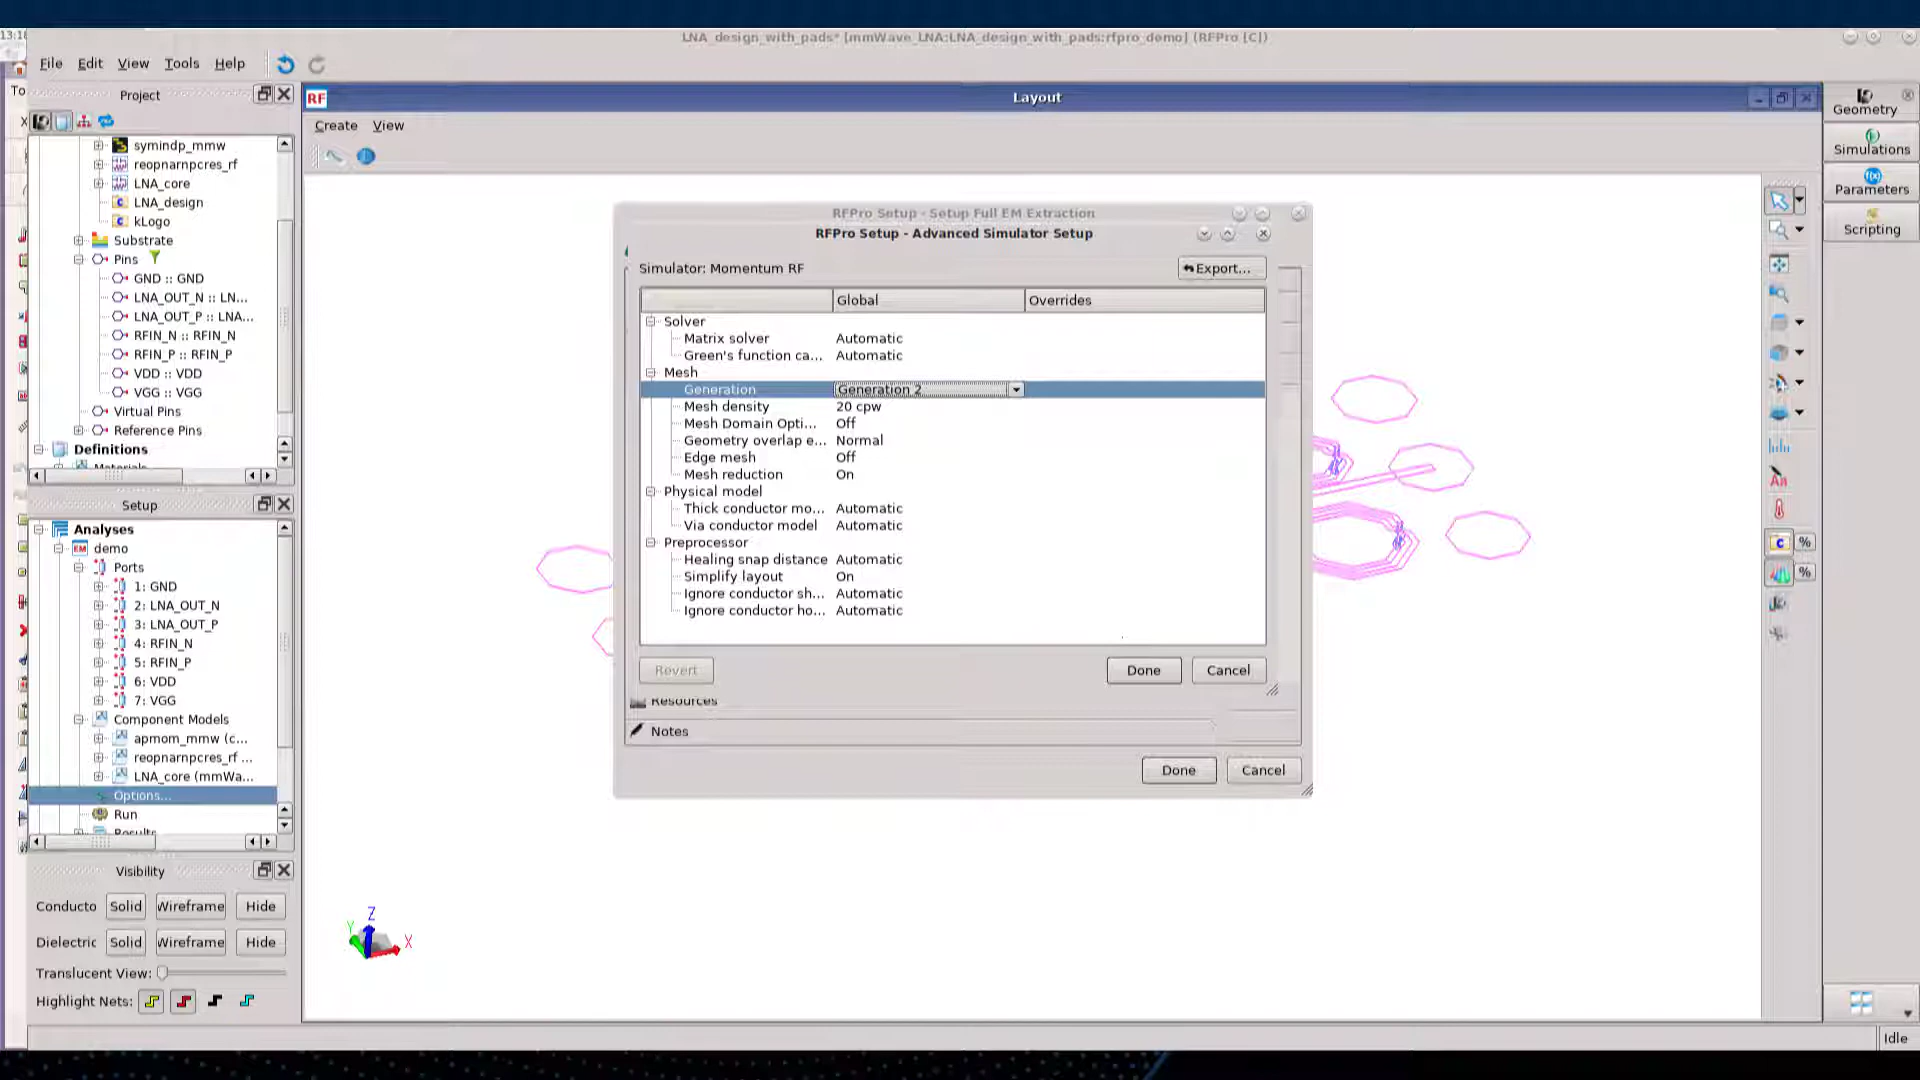 13:18
LNA_design_with_pads* [mmWave_LNA:LNA_design_with_pads:rfpro_demo] (RFPro [C])
File Edit View Tools Help
To
Project
RF
Layout
Create View
symindp_mmw
reopnarnpcres_rf
LNA_core
LNA_design
kLogo
Substrate
Pins
GND :: GND
LNA_OUT_N :: LN...
LNA_OUT_P :: LNA...
RFIN_N :: RFIN_N
RFIN_P :: RFIN_P
VDD :: VDD
VGG :: VGG
Virtual Pins
Reference Pins
Definitions
Materials
Setup
Analyses
EM demo
Ports
1: GND
2: LNA_OUT_N
3: LNA_OUT_P
4: RFIN_N
5: RFIN_P
6: VDD
7: VGG
Component Models
apmom_mmw (c...
reopnarnpcres_rf ...
LNA_core (mmWa...
Options...
Run
Results
Visibility
Conducto Solid Wireframe Hide
Dielectric Solid Wireframe Hide
Translucent View:
Highlight Nets:
RFPro Setup - Setup Full EM Extraction
RFPro Setup - Advanced Simulator Setup
Simulator: Momentum RF
Export...
Global Overrides
Solver
Matrix solver Automatic
Green's function ca... Automatic
Mesh
Generation Generation 2
Mesh density 20 cpw
Mesh Domain Opti... Off
Geometry overlap e... Normal
Edge mesh Off
Mesh reduction On
Physical model
Thick conductor mo... Automatic
Via conductor model Automatic
Preprocessor
Healing snap distance Automatic
Simplify layout On
Ignore conductor sh... Automatic
Ignore conductor ho... Automatic
Revert Done Cancel
Resources
Notes
Done Cancel
Z
Y
X
Geometry
Simulations
f(x)
Parameters
Scripting
Aa
C %
%
Idle